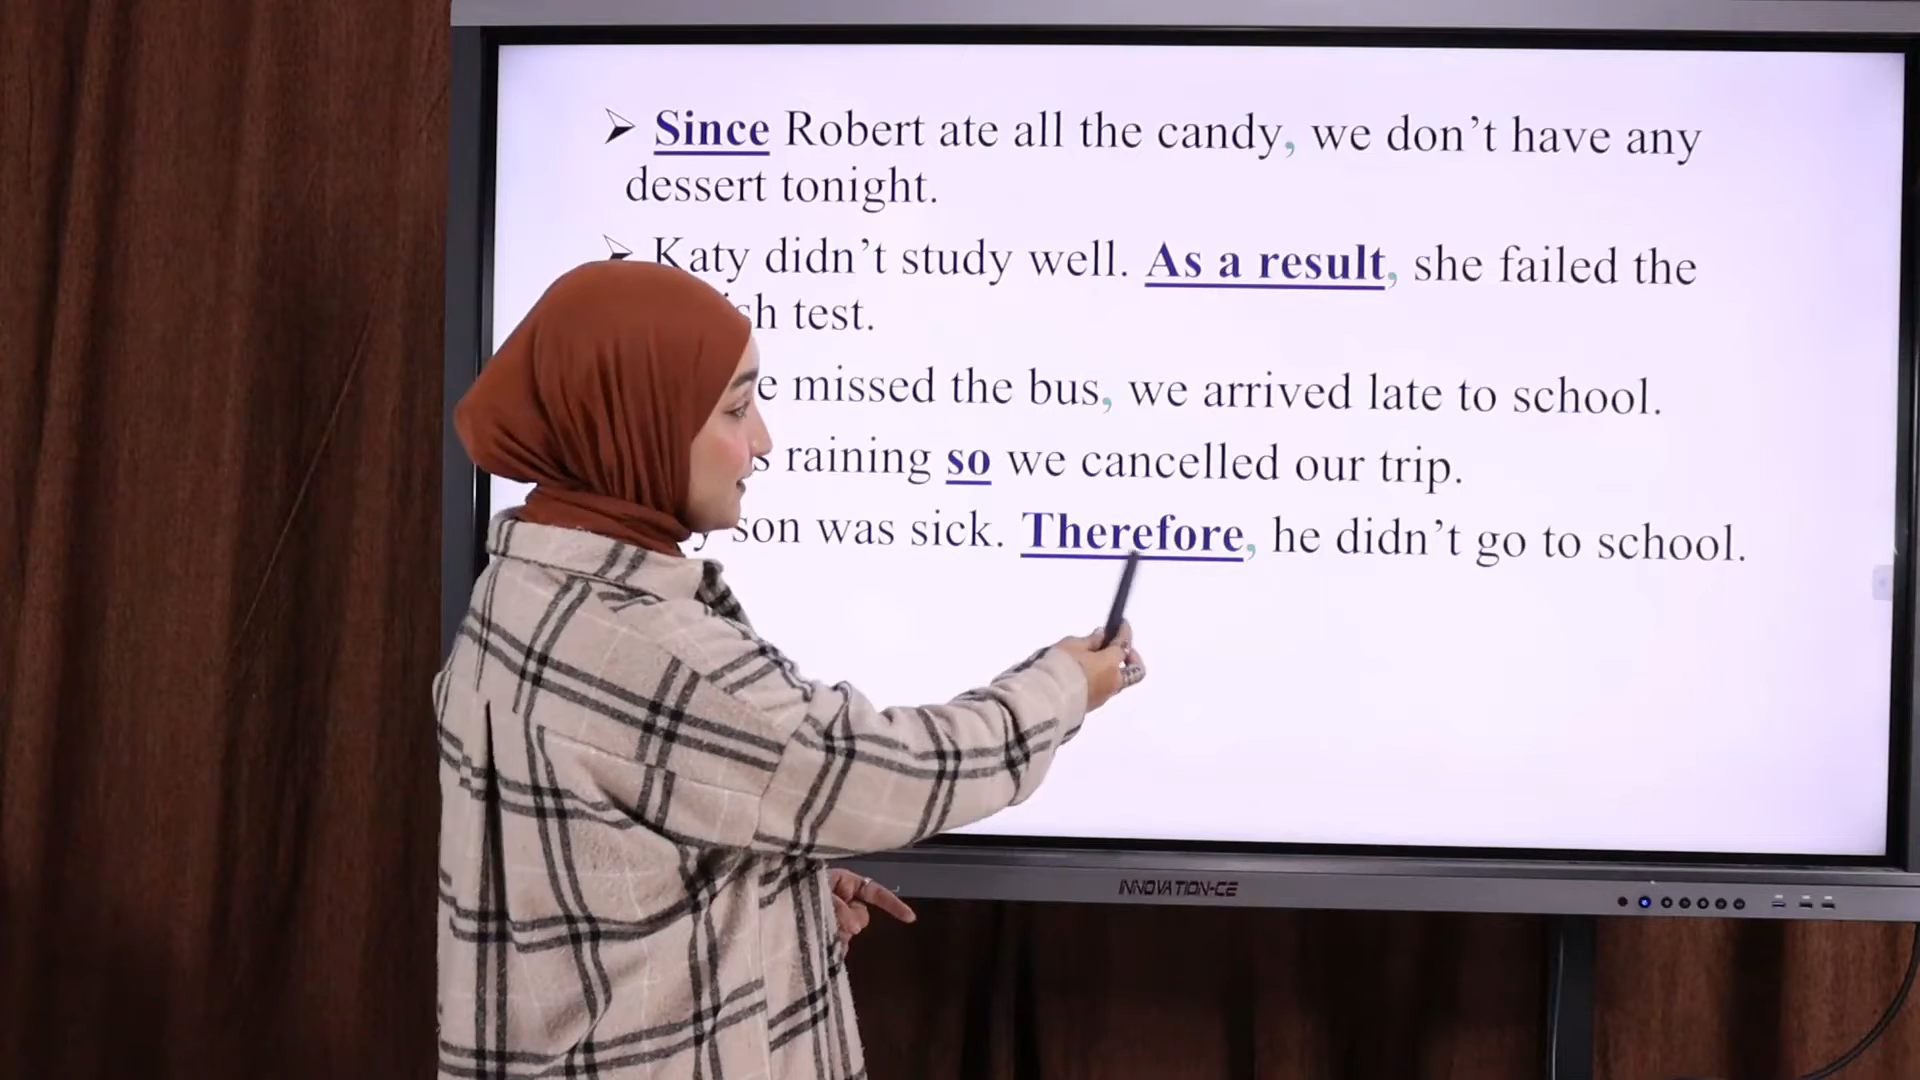 Since Robert ate all the candy, we don't have any
dessert tonight.
Katy didn't study well. As a result, she failed the
test.
missed the bus, we arrived late to school.
raining so we cancelled our trip.
son was sick. Therefore, he didn't go to school.
INNOVATION-CE